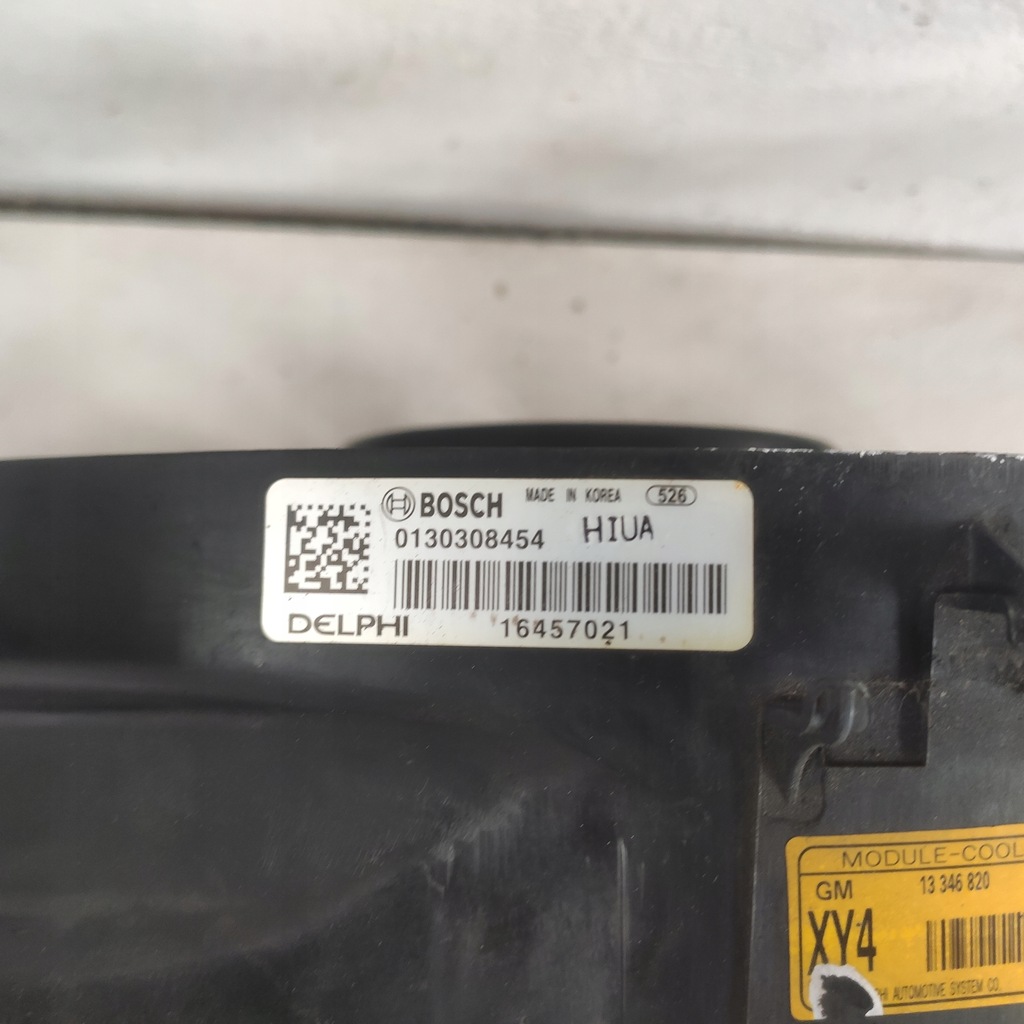 BOSCH MADE IN KOREA 526
0130308454 HIUA
DELPHI 16457021
MODULE-COOL
GM 13 346 820
XY4
AUTOMOTIVE SYSTEM CO.